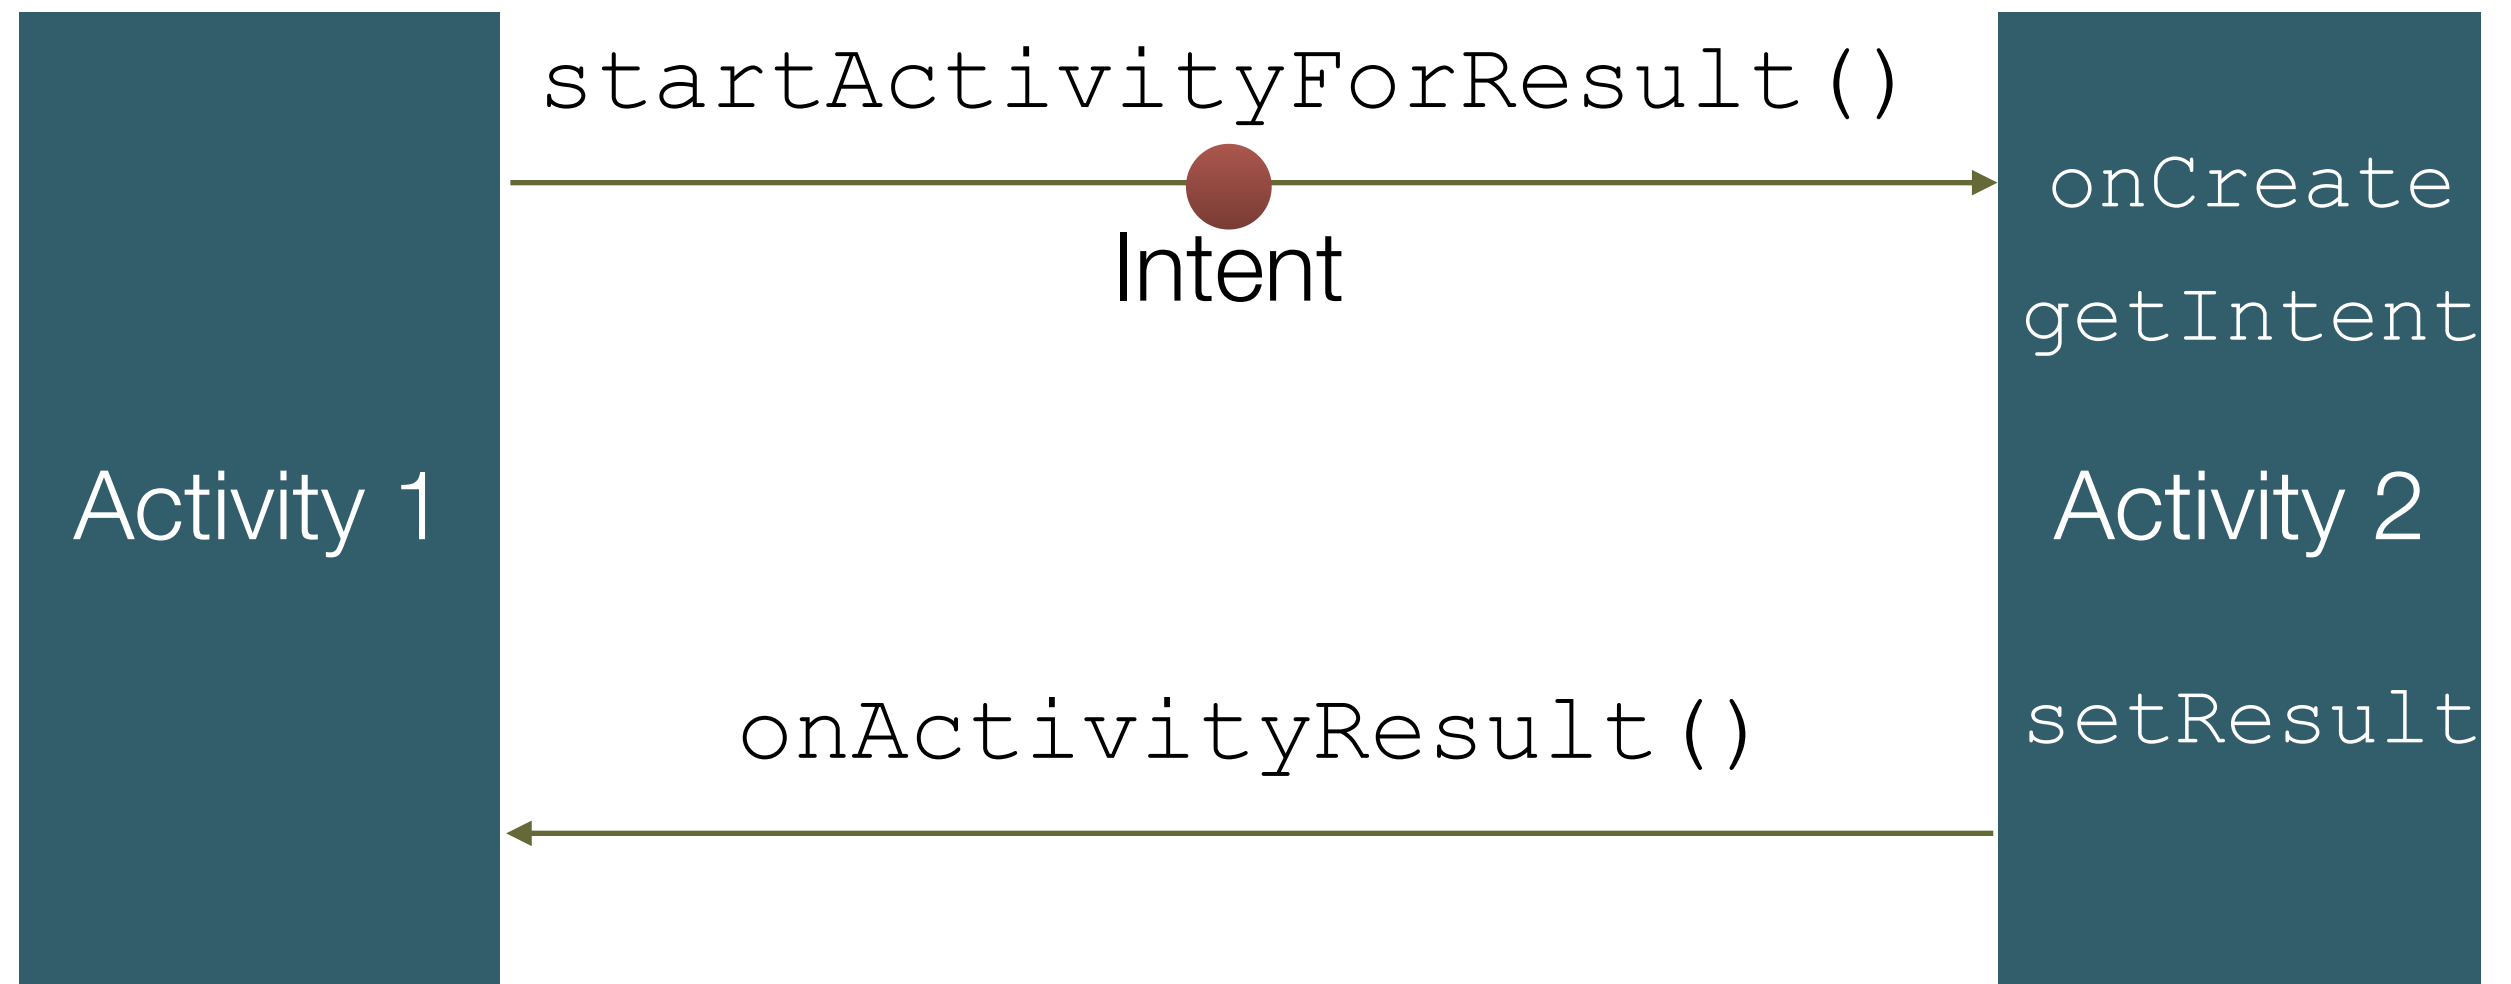 startActivityForResult()
Intent
onCreate
getIntent
Activity 1
Activity 2
onActivityResult()
setResult